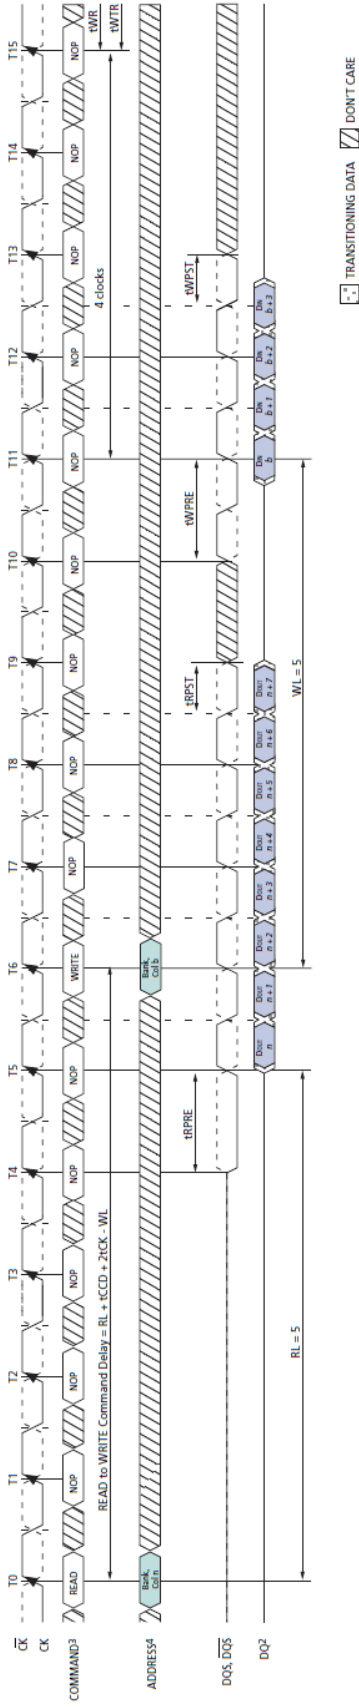 T0 T1 T2 T3 T4 T5 T6 T7 T8 T9 T10 T11 T12 T13 T14 T15
CK
CK
COMMAND3 READ NOP NOP NOP NOP NOP WRITE NOP NOP NOP NOP NOP NOP NOP NOP NOP
READ to WRITE Command Delay = RL + tCCD + 2tCK - WL
4 clocks
tWR
tWTR
ADDRESS4
Bank, Col n
Bank, Col b
tRPRE
tRPST
tWPRE
tWPST
DQS, DQS
DQ2
DOUT n
DOUT n + 1
DOUT n + 2
DOUT n + 3
DOUT n + 4
DOUT n + 5
DOUT n + 6
DOUT n + 7
DIN b
DIN b + 1
DIN b + 2
DIN b + 3
RL = 5
WL = 5
TRANSITIONING DATA
DON'T CARE